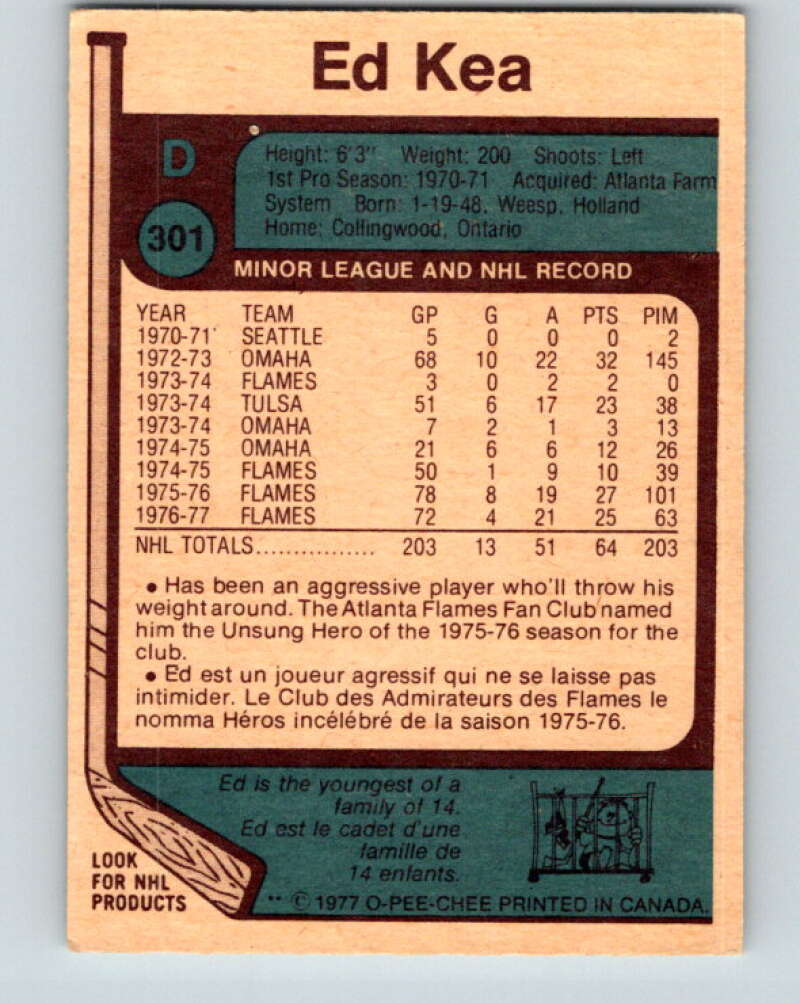 Ed Kea
D
Height: 6'3" Weight: 200 Shoots: Left
1st Pro Season: 1970-71 Acquired: Atlanta Farm
System Born: 1-19-48, Weesp, Holland
Home: Collingwood, Ontario
301
MINOR LEAGUE AND NHL RECORD
YEAR TEAM GP G A PTS PIM
1970-71 SEATTLE 5 0 0 0 2
1972-73 OMAHA 68 10 22 32 145
1973-74 FLAMES 3 0 2 2 0
1973-74 TULSA 51 6 17 23 38
1973-74 OMAHA 7 2 1 3 13
1974-75 OMAHA 21 6 6 12 26
1974-75 FLAMES 50 1 9 10 39
1975-76 FLAMES 78 8 19 27 101
1976-77 FLAMES 72 4 21 25 63
NHL TOTALS................ 203 13 51 64 203
• Has been an aggressive player who'll throw his
weight around. The Atlanta Flames Fan Club named
him the Unsung Hero of the 1975-76 season for the
club.
• Ed est un joueur agressif qui ne se laisse pas
intimider. Le Club des Admirateurs des Flames le
nomma Héros incélébré de la saison 1975-76.
Ed is the youngest of a
family of 14.
Ed est le cadet d'une
famille de
14 enfants.
LOOK
FOR NHL
PRODUCTS
** © 1977 O-PEE-CHEE PRINTED IN CANADA.